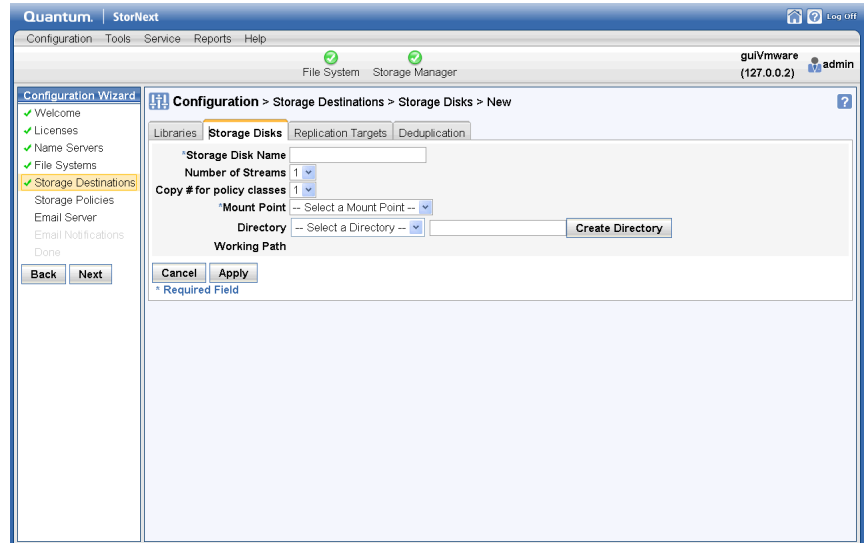 Quantum. StorNext Log Off
Configuration Tools Service Reports Help
File System Storage Manager
guiVmware
(127.0.0.2)
admin
Configuration Wizard
Welcome
Licenses
Name Servers
File Systems
Storage Destinations
Storage Policies
Email Server
Email Notifications
Done
Back Next
Configuration > Storage Destinations > Storage Disks > New
?
Libraries Storage Disks Replication Targets Deduplication
*Storage Disk Name
Number of Streams 1
Copy # for policy classes 1
*Mount Point -- Select a Mount Point --
Directory -- Select a Directory -- Create Directory
Working Path
Cancel Apply
* Required Field